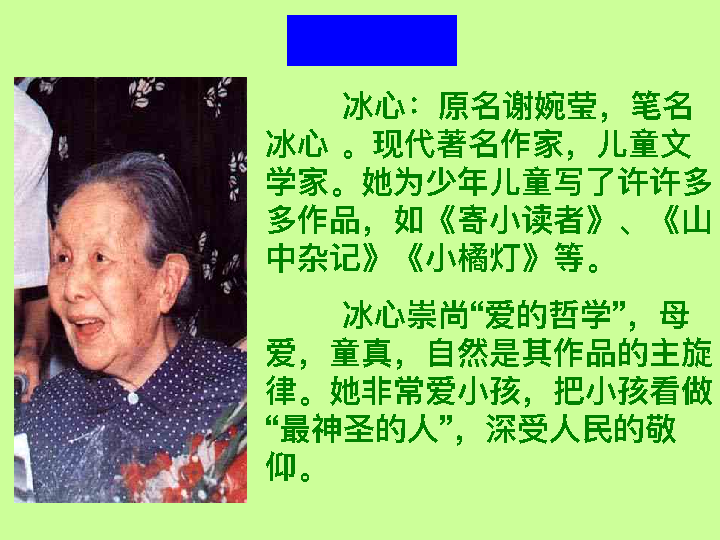 冰心：原名谢婉莹，笔名
冰心 。现代著名作家，儿童文
学家。她为少年儿童写了许许多
多作品，如《寄小读者》、《山
中杂记》《小橘灯》等。
冰心崇尚“爱的哲学”，母
爱，童真，自然是其作品的主旋
律。她非常爱小孩，把小孩看做
“最神圣的人”，深受人民的敬
仰。